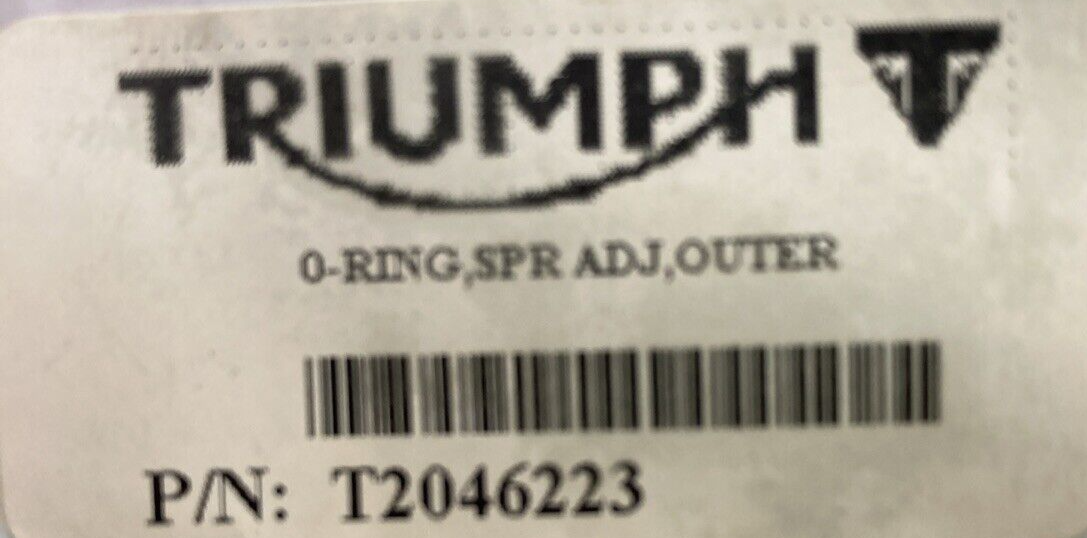 TRIUMPH
0-RING,SPR ADJ,OUTER
P/N: T2046223